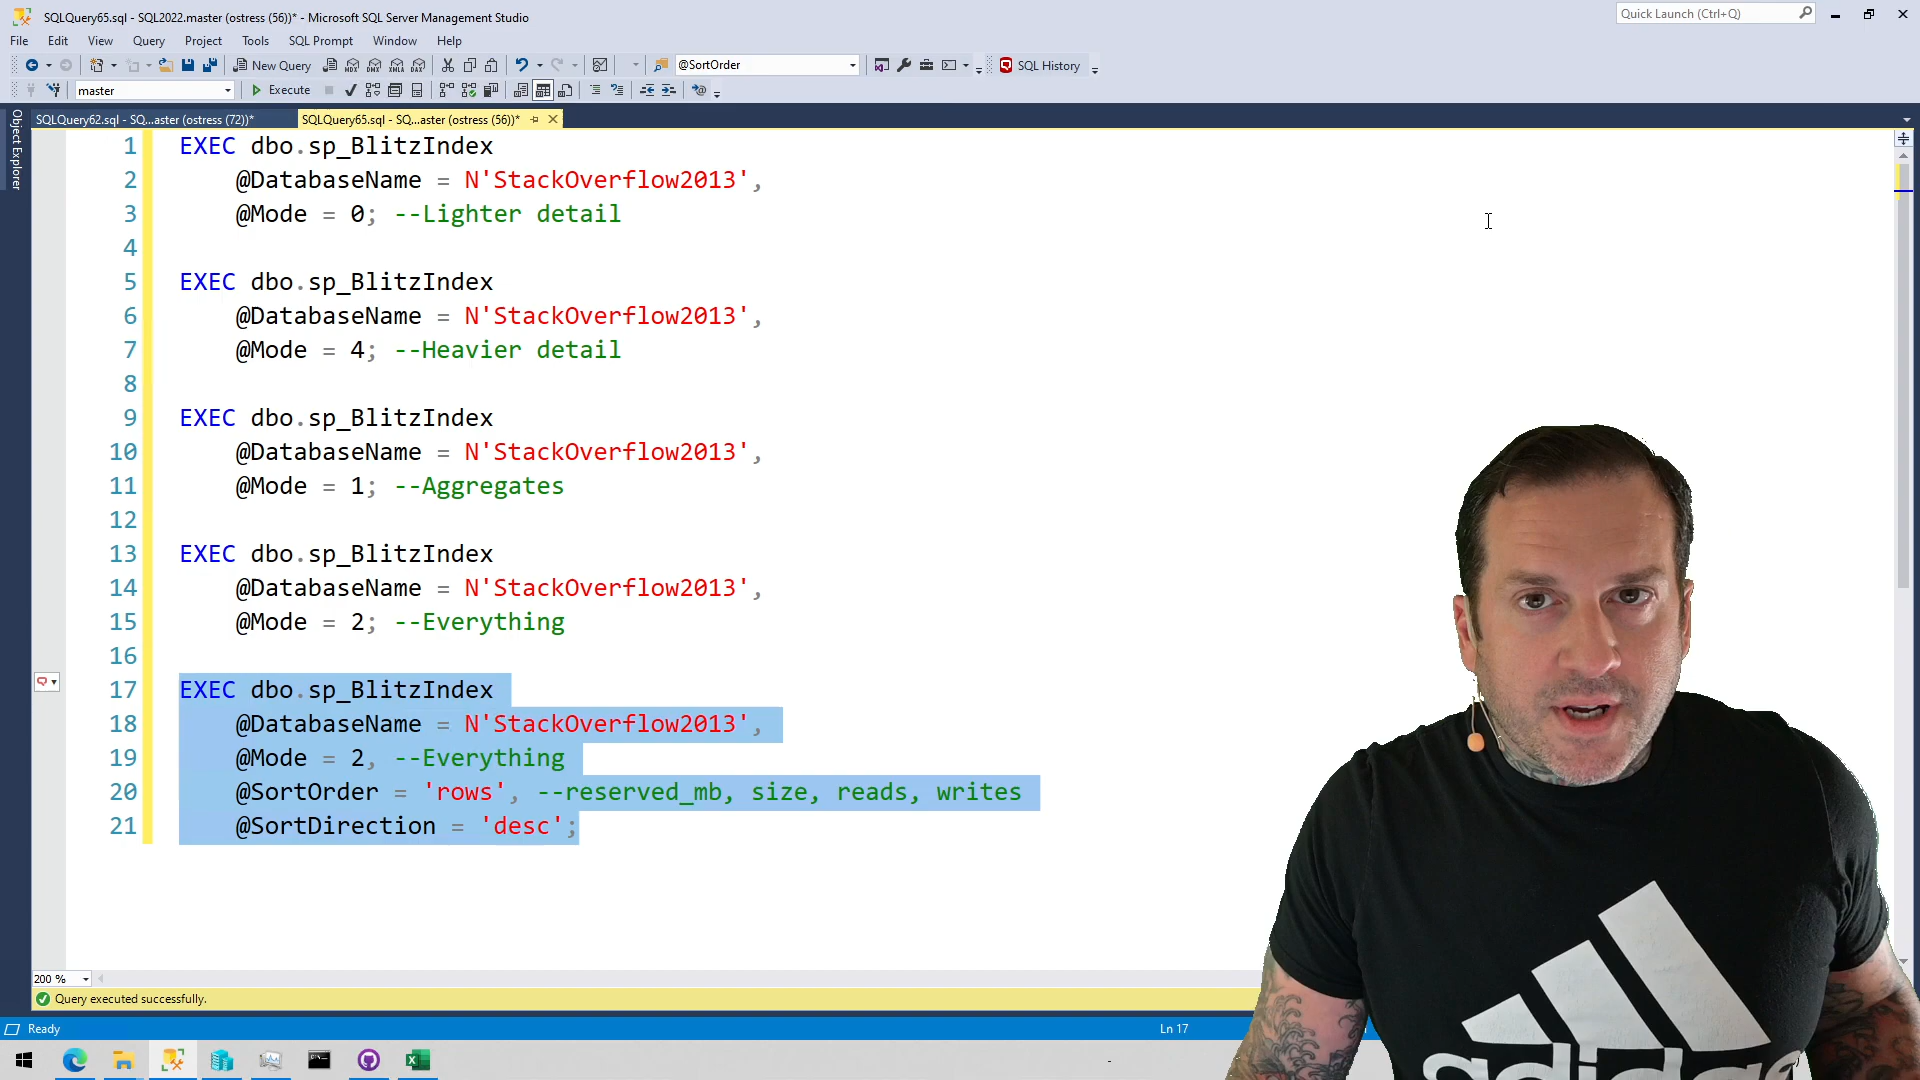 SQLQuery65.sql - SQL2022.master (ostress (56))* - Microsoft SQL Server Management Studio
Quick Launch (Ctrl+Q)
File Edit View Query Project Tools SQL Prompt Window Help
New Query @SortOrder SQL History
master Execute
SQLQuery62.sql - SQ...aster (ostress (72))* SQLQuery65.sql - SQ...aster (ostress (56))*
Object Explorer
1 EXEC dbo.sp_BlitzIndex
2 @DatabaseName = N'StackOverflow2013',
3 @Mode = 0; --Lighter detail
4
5 EXEC dbo.sp_BlitzIndex
6 @DatabaseName = N'StackOverflow2013',
7 @Mode = 4; --Heavier detail
8
9 EXEC dbo.sp_BlitzIndex
10 @DatabaseName = N'StackOverflow2013',
11 @Mode = 1; --Aggregates
12
13 EXEC dbo.sp_BlitzIndex
14 @DatabaseName = N'StackOverflow2013',
15 @Mode = 2; --Everything
16
17 EXEC dbo.sp_BlitzIndex
18 @DatabaseName = N'StackOverflow2013',
19 @Mode = 2, --Everything
20 @SortOrder = 'rows', --reserved_mb, size, reads, writes
21 @SortDirection = 'desc';
200 %
Query executed successfully.
Ready Ln 17
adidas